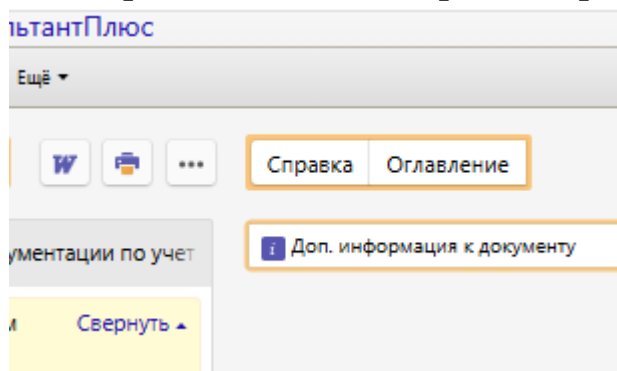 льтантПлюс
Ещё
W
Справка Оглавление
ументации по учет
i Доп. информация к документу
м Свернуть